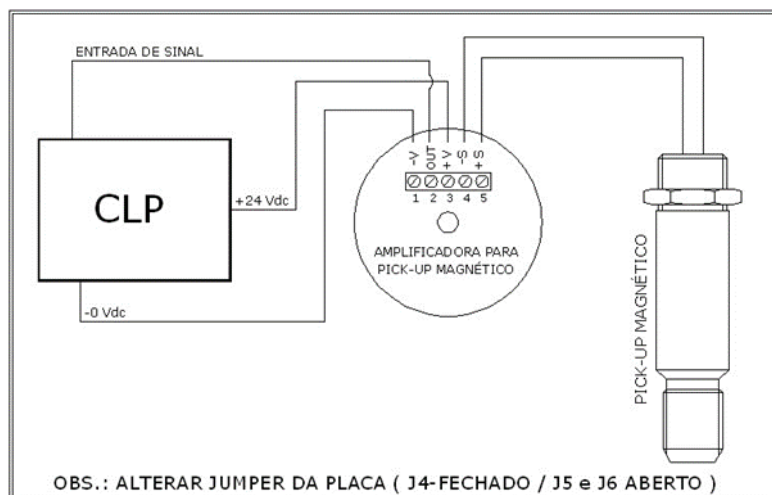 ENTRADA DE SINAL
-V OUT +V -S +S
1 2 3 4 5
CLP
+24 Vdc
-0 Vdc
AMPLIFICADORA PARA
PICK-UP MAGNÉTICO
PICK-UP MAGNÉTICO
OBS.: ALTERAR JUMPER DA PLACA ( J4-FECHADO / J5 e J6 ABERTO )